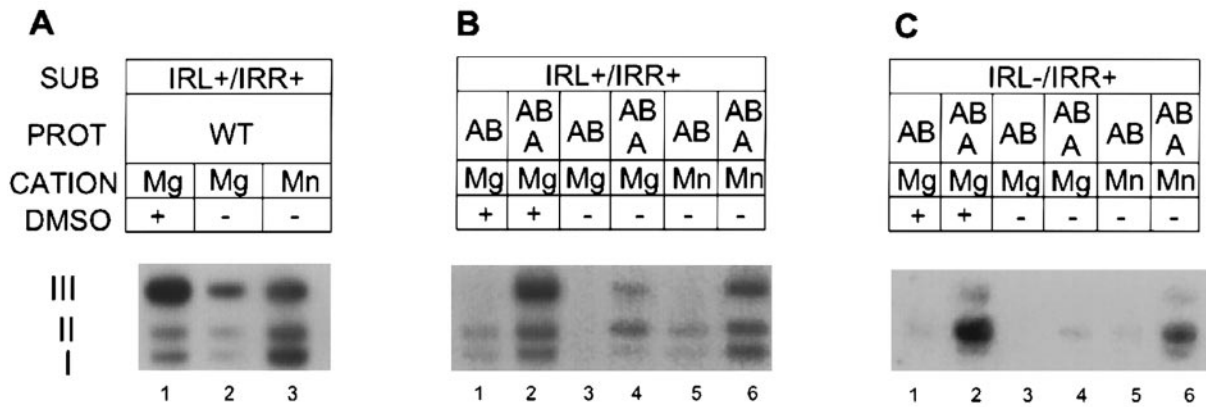 A B C
SUB IRL+/IRR+ IRL+/IRR+ IRL-/IRR+
PROT WT AB AB A AB AB A AB AB A AB AB A AB AB A AB AB A
CATION Mg Mg Mn Mg Mg Mg Mg Mn Mn Mg Mg Mg Mg Mn Mn
DMSO + - - + + - - - - + + - - - -
III
II
I
1 2 3 1 2 3 4 5 6 1 2 3 4 5 6